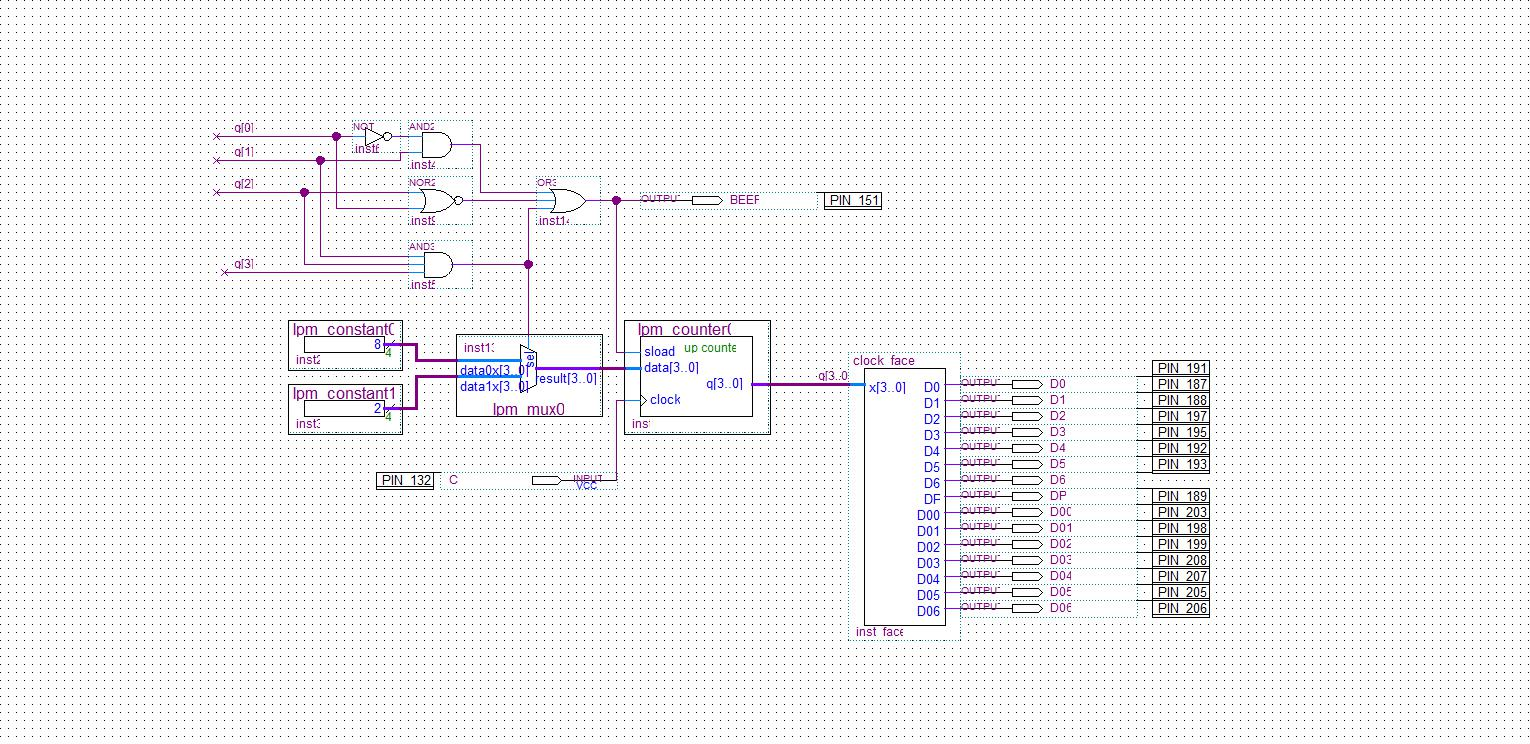 q[0]
NOT
AND2
q[1]
inst4
q[2]
NOR2
OR3
OUTPUT
BEEF
PIN_151
inst14
AND3
q[3]
lpm_constant0
8
4
inst2
lpm_constant1
2
4
inst3
inst13
sel
data0x[3..0]
data1x[3..0]
result[3..0]
lpm_mux0
lpm_counter0
up counter
sload
data[3..0]
q[3..0]
clock
inst
PIN_132
C
INPUT
VCC
q[3..0]
clock_face
x[3..0]
D0
D1
D2
D3
D4
D5
D6
DF
D00
D01
D02
D03
D04
D05
D06
inst_face
OUTPUT
D0
OUTPUT
D1
OUTPUT
D2
OUTPUT
D3
OUTPUT
D4
OUTPUT
D5
OUTPUT
D6
OUTPUT
DP
OUTPUT
D00
OUTPUT
D01
OUTPUT
D02
OUTPUT
D03
OUTPUT
D04
OUTPUT
D05
OUTPUT
D06
PIN_191
PIN_187
PIN_188
PIN_197
PIN_195
PIN_192
PIN_193
PIN_189
PIN_203
PIN_198
PIN_199
PIN_208
PIN_207
PIN_205
PIN_206